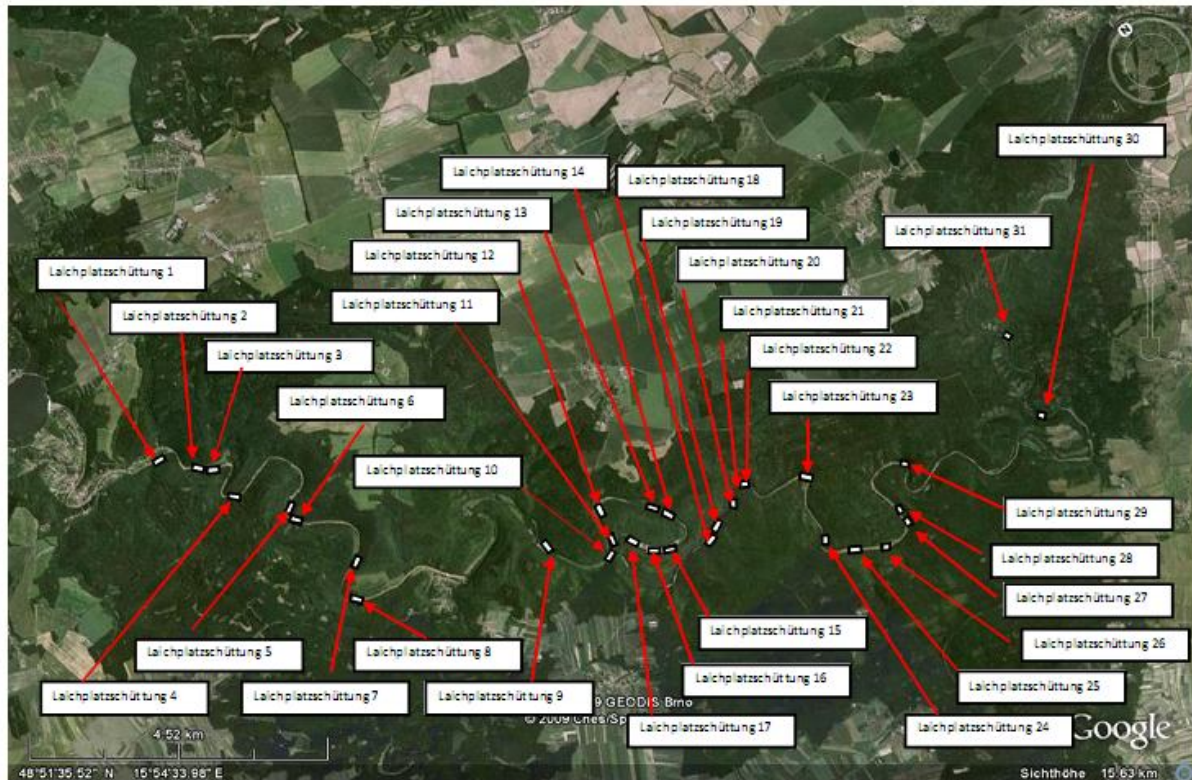 Laichplatzschüttung 30
Laichplatzschüttung 14
Laichplatzschüttung 18
Laichplatzschüttung 13
Laichplatzschüttung 19
Laichplatzschüttung 31
Laichplatzschüttung 12
Laichplatzschüttung 20
Laichplatzschüttung 1
Laichplatzschüttung 11
Laichplatzschüttung 21
Laichplatzschüttung 2
Laichplatzschüttung 22
Laichplatzschüttung 3
Laichplatzschüttung 23
Laichplatzschüttung 6
Laichplatzschüttung 10
Laichplatzschüttung 29
Laichplatzschüttung 28
Laichplatzschüttung 27
Laichplatzschüttung 15
Laichplatzschüttung 26
Laichplatzschüttung 5
Laichplatzschüttung 8
Laichplatzschüttung 16
Laichplatzschüttung 25
Laichplatzschüttung 4
Laichplatzschüttung 7
Laichplatzschüttung 9
Laichplatzschüttung 17
Laichplatzschüttung 24
9 GEODIS Brno
© 2009 Cnes/Sp
Google
4.52 km
48°51'35.52" N 15°54'33.98" E
Sichthöhe 15.63 km